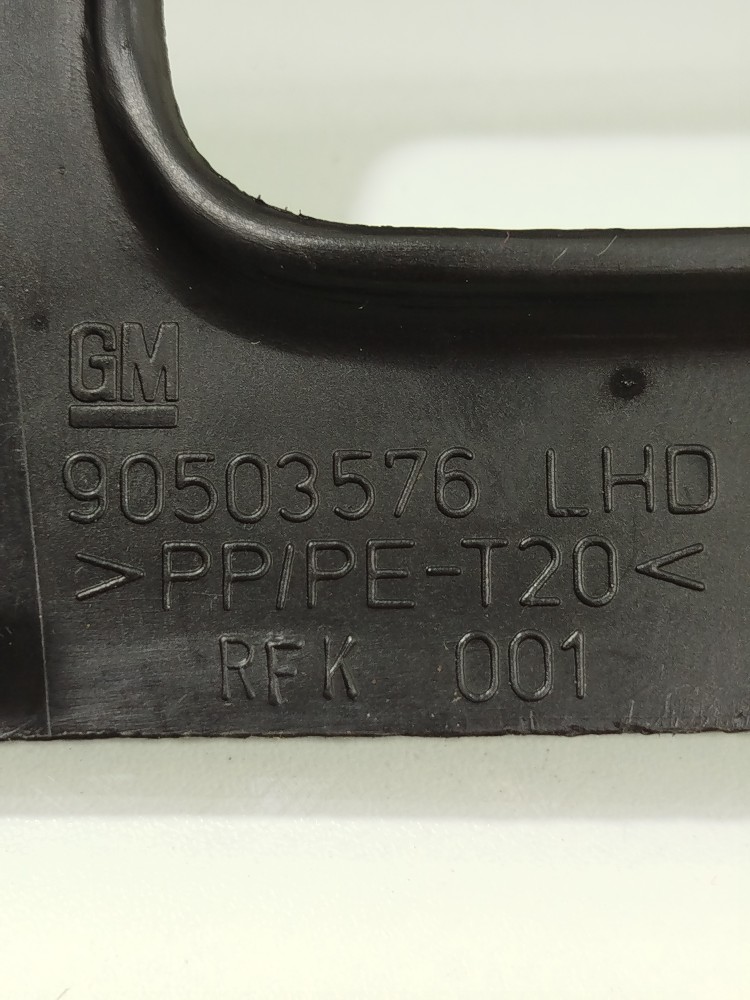 GM
90503576 LHD
>PP/PE-T20<
RFK 001